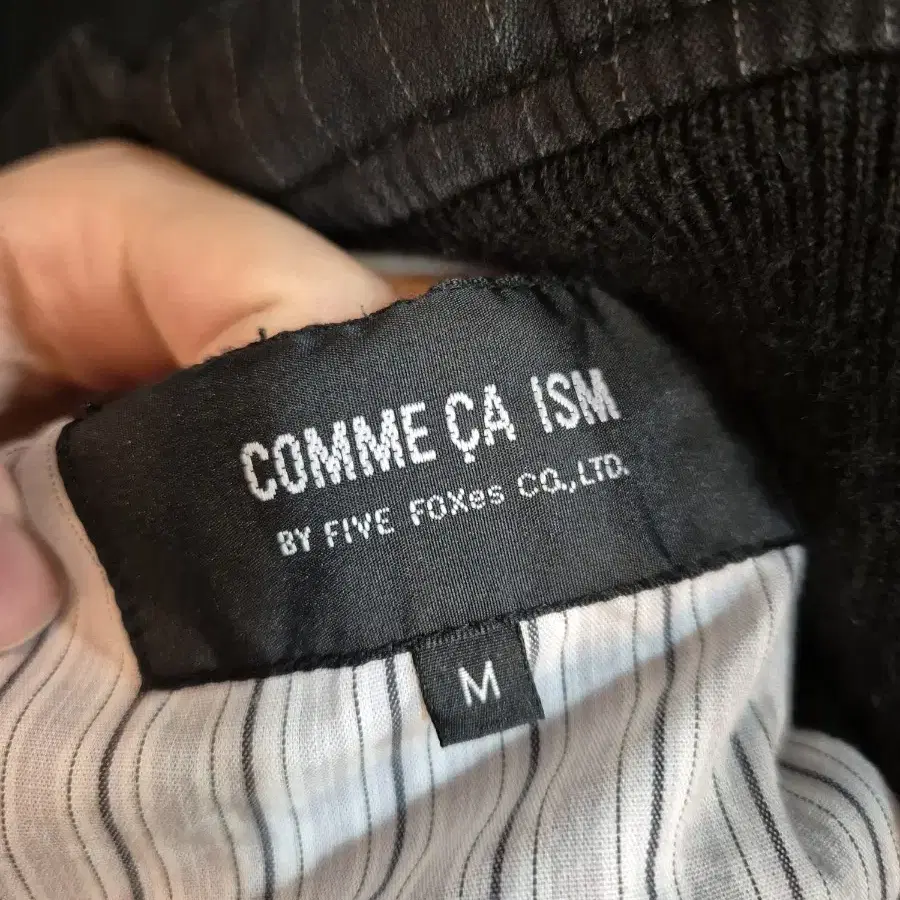 COMME ÇA ISM
BY FIVE FOXes CO.,LTD.
M